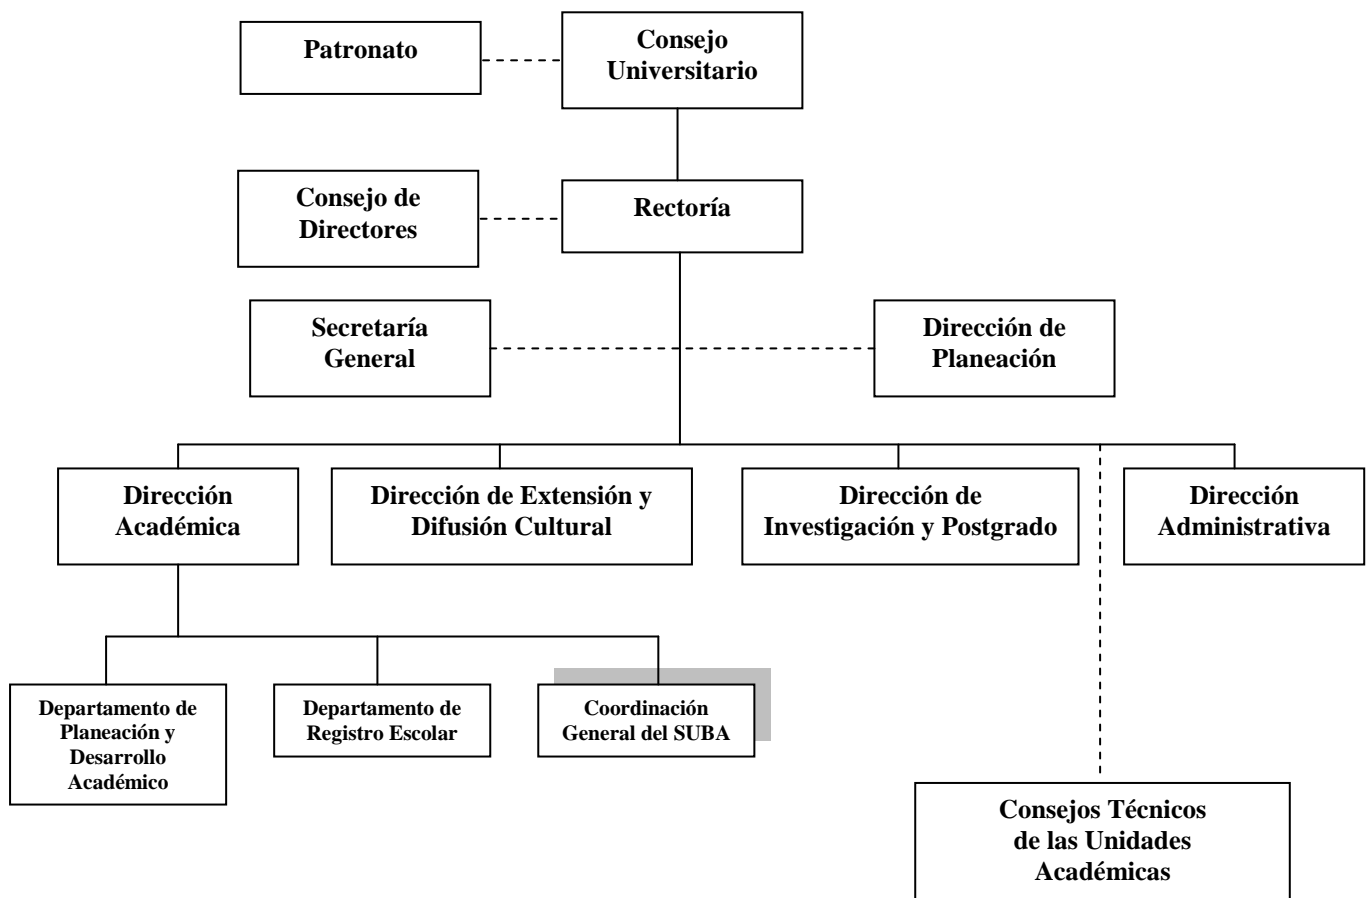 Patronato
Consejo
Universitario
Consejo de
Directores
Rectoría
Secretaría
General
Dirección de
Planeación
Dirección
Académica
Dirección de Extensión y
Difusión Cultural
Dirección de
Investigación y Postgrado
Dirección
Administrativa
Departamento de
Planeación y
Desarrollo
Académico
Departamento de
Registro Escolar
Coordinación
General del SUBA
Consejos Técnicos
de las Unidades
Académicas